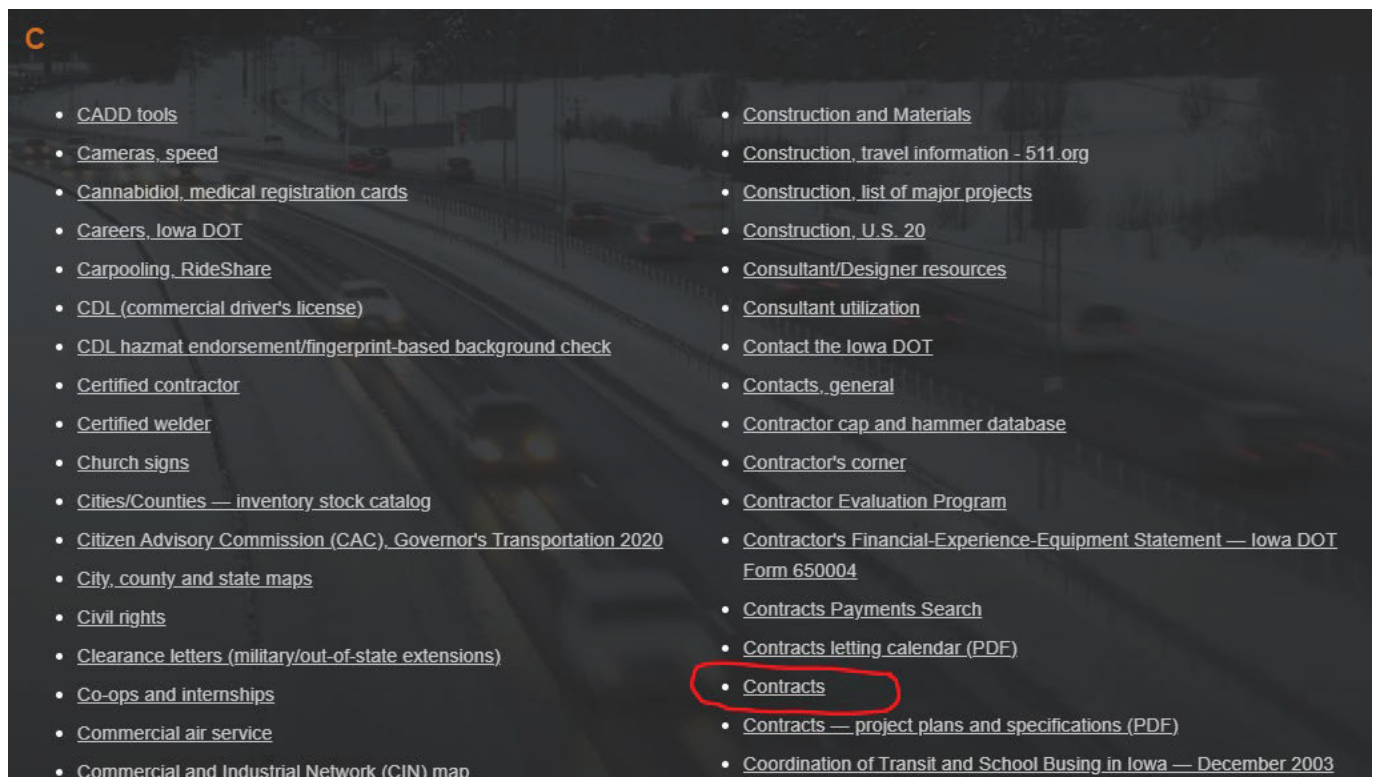 C
CADD tools
Cameras, speed
Cannabidiol, medical registration cards
Careers, Iowa DOT
Carpooling, RideShare
CDL (commercial driver's license)
CDL hazmat endorsement/fingerprint-based background check
Certified contractor
Certified welder
Church signs
Cities/Counties — inventory stock catalog
Citizen Advisory Commission (CAC), Governor's Transportation 2020
City, county and state maps
Civil rights
Clearance letters (military/out-of-state extensions)
Co-ops and internships
Commercial air service
Commercial and Industrial Network (CIN) map
Construction and Materials
Construction, travel information - 511.org
Construction, list of major projects
Construction, U.S. 20
Consultant/Designer resources
Consultant utilization
Contact the Iowa DOT
Contacts, general
Contractor cap and hammer database
Contractor's corner
Contractor Evaluation Program
Contractor's Financial-Experience-Equipment Statement — Iowa DOT
Form 650004
Contracts Payments Search
Contracts letting calendar (PDF)
Contracts
Contracts — project plans and specifications (PDF)
Coordination of Transit and School Busing in Iowa — December 2003